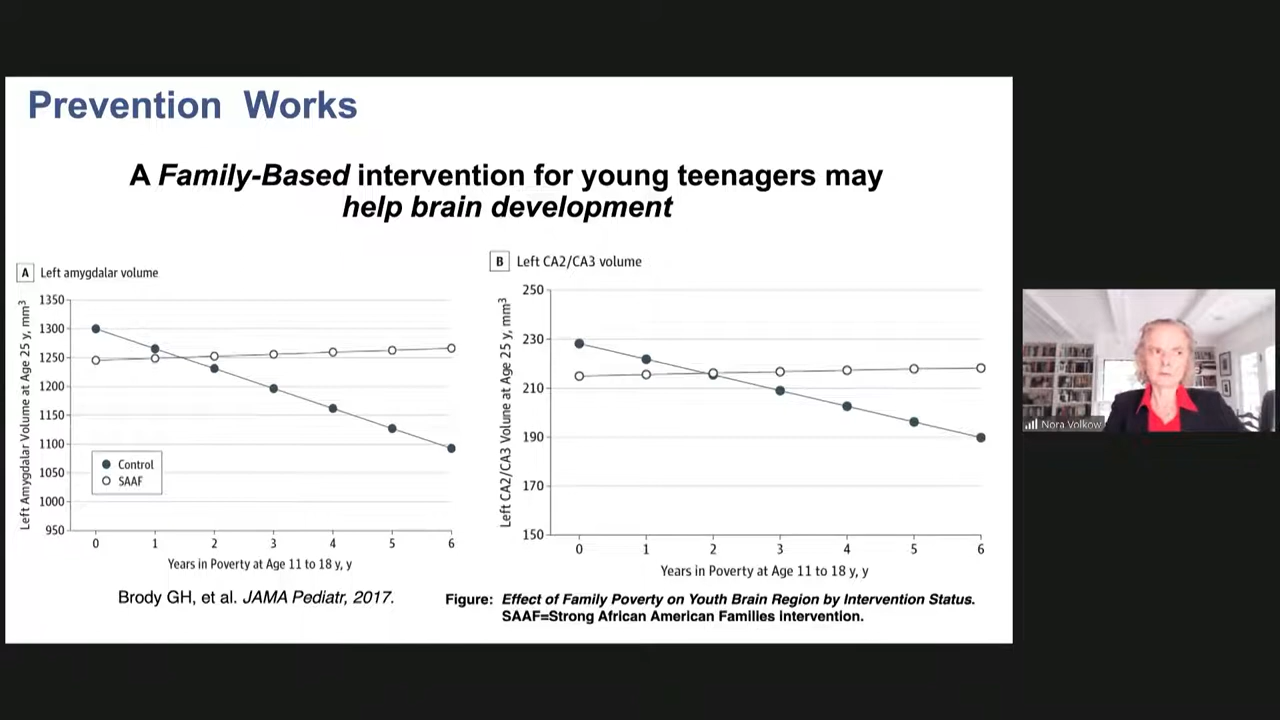 Prevention Works
A Family-Based intervention for young teenagers may
help brain development
A Left amygdalar volume
Left Amygdalar Volume at Age 25 y, mm³
1350
1300
1250
1200
1150
1100
1050
1000
950
Control
SAAF
0 1 2 3 4 5 6
Years in Poverty at Age 11 to 18 y, y
B Left CA2/CA3 volume
Left CA2/CA3 Volume at Age 25 y, mm³
250
230
210
190
170
150
0 1 2 3 4 5 6
Years in Poverty at Age 11 to 18 y, y
Brody GH, et al. JAMA Pediatr, 2017.
Figure: Effect of Family Poverty on Youth Brain Region by Intervention Status.
SAAF=Strong African American Families intervention.
Nora Volkow